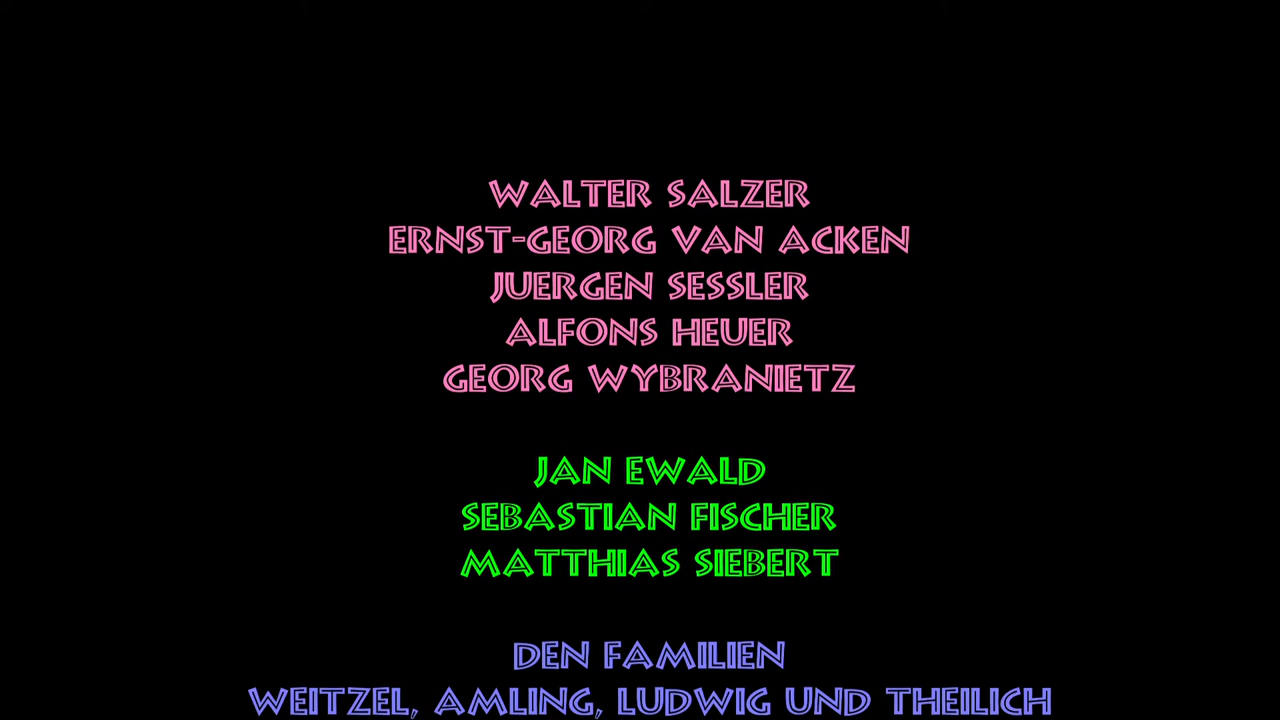 WALTER SALZER
ERNST-GEORG VAN ACKEN
JUERGEN SESSLER
ALFONS HEUER
GEORG WYBRANIETZ
JAN EWALD
SEBASTIAN FISCHER
MATTHIAS SIEBERT
DEN FAMILIEN
WEITZEL, AMLING, LUDWIG UND THEILICH